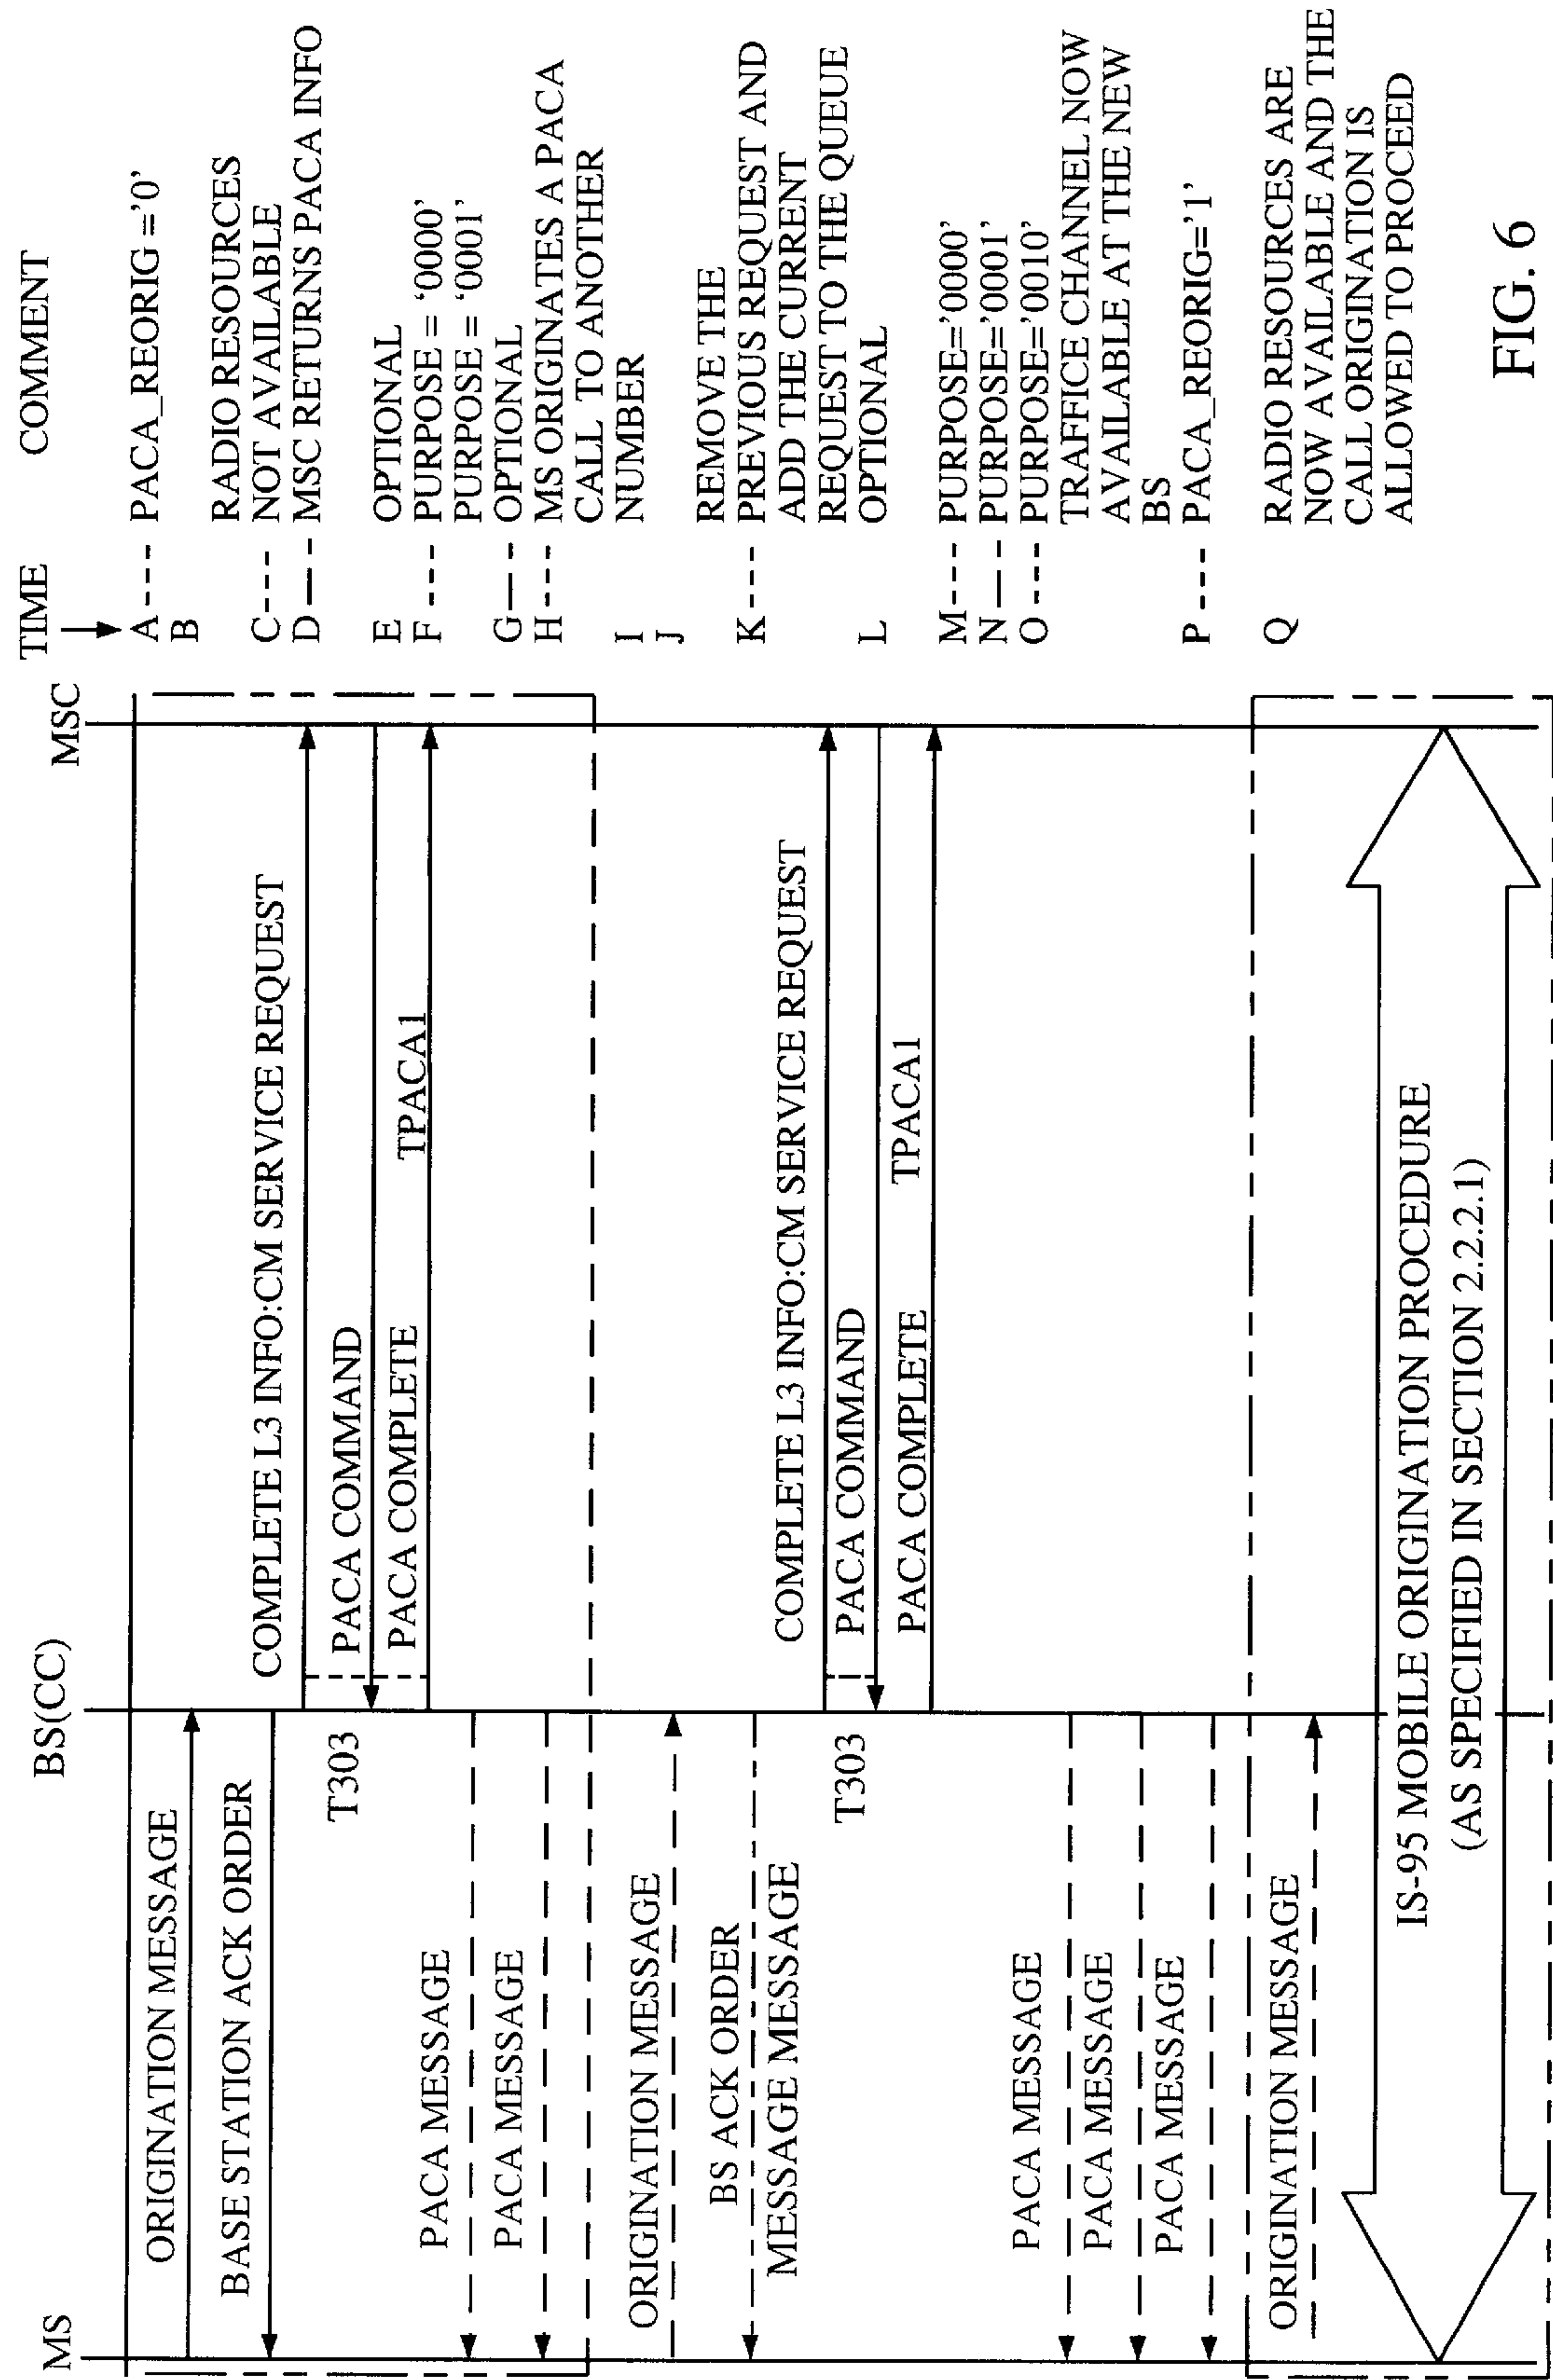 MS
BS(CC)
MSC
TIME
COMMENT
ORIGINATION MESSAGE
A ---- PACA_REORIG ='0'
B
BASE STATION ACK ORDER
COMPLETE L3 INFO:CM SERVICE REQUEST
RADIO RESOURCES
C --- NOT AVAILABLE
T303
PACA COMMAND
D — - — MSC RETURNS PACA INFO
PACA COMPLETE
TPACA1
E OPTIONAL
PACA MESSAGE
F ---- PURPOSE = '0000'
PURPOSE = '0001'
PACA MESSAGE
G — -- OPTIONAL
H ---- MS ORIGINATES A PACA
CALL TO ANOTHER
I NUMBER
ORIGINATION MESSAGE
J
BS ACK ORDER
MESSAGE MESSAGE
REMOVE THE
K ---- PREVIOUS REQUEST AND
ADD THE CURRENT
REQUEST TO THE QUEUE
COMPLETE L3 INFO:CM SERVICE REQUEST
T303
PACA COMMAND
L OPTIONAL
PACA COMPLETE
TPACA1
M ---- PURPOSE='0000'
N — -- PURPOSE='0001'
PACA MESSAGE
O ---- PURPOSE='0010'
TRAFFICE CHANNEL NOW
PACA MESSAGE
AVAILABLE AT THE NEW
BS
PACA MESSAGE
P ---- PACA_REORIG='1'
ORIGINATION MESSAGE
Q RADIO RESOURCES ARE
NOW AVAILABLE AND THE
CALL ORIGINATION IS
ALLOWED TO PROCEED
IS-95 MOBILE ORIGINATION PROCEDURE
(AS SPECIFIED IN SECTION 2.2.2.1)
FIG. 6